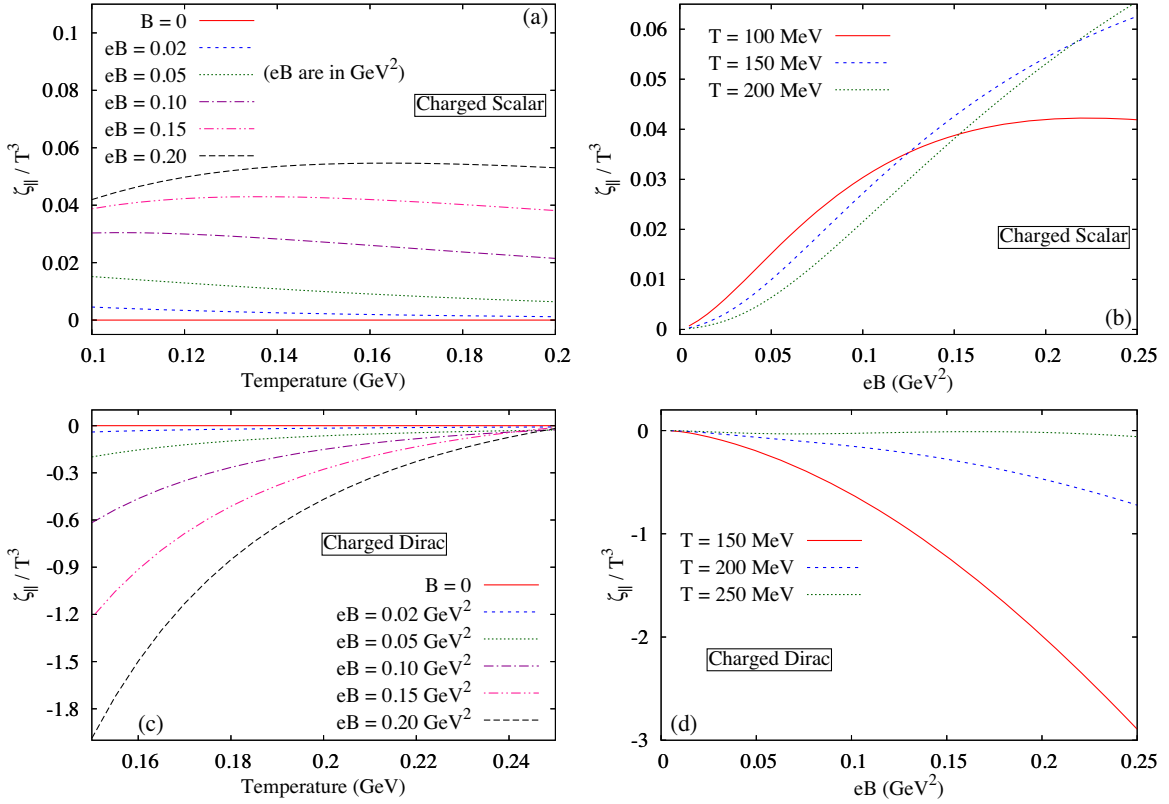 (a)
B = 0
eB = 0.02
eB = 0.05
eB = 0.10
eB = 0.15
eB = 0.20
(eB are in GeV²)
Charged Scalar
ζ|| / T³
0.1
0.08
0.06
0.04
0.02
0
0.1 0.12 0.14 0.16 0.18 0.2
Temperature (GeV)
(b)
T = 100 MeV
T = 150 MeV
T = 200 MeV
Charged Scalar
ζ|| / T³
0.06
0.05
0.04
0.03
0.02
0.01
0
0 0.05 0.1 0.15 0.2 0.25
eB (GeV²)
(c)
Charged Dirac
B = 0
eB = 0.02 GeV²
eB = 0.05 GeV²
eB = 0.10 GeV²
eB = 0.15 GeV²
eB = 0.20 GeV²
ζ|| / T³
0
-0.3
-0.6
-0.9
-1.2
-1.5
-1.8
0.16 0.18 0.2 0.22 0.24
Temperature (GeV)
(d)
T = 150 MeV
T = 200 MeV
T = 250 MeV
Charged Dirac
ζ|| / T³
0
-1
-2
-3
0 0.05 0.1 0.15 0.2 0.25
eB (GeV²)